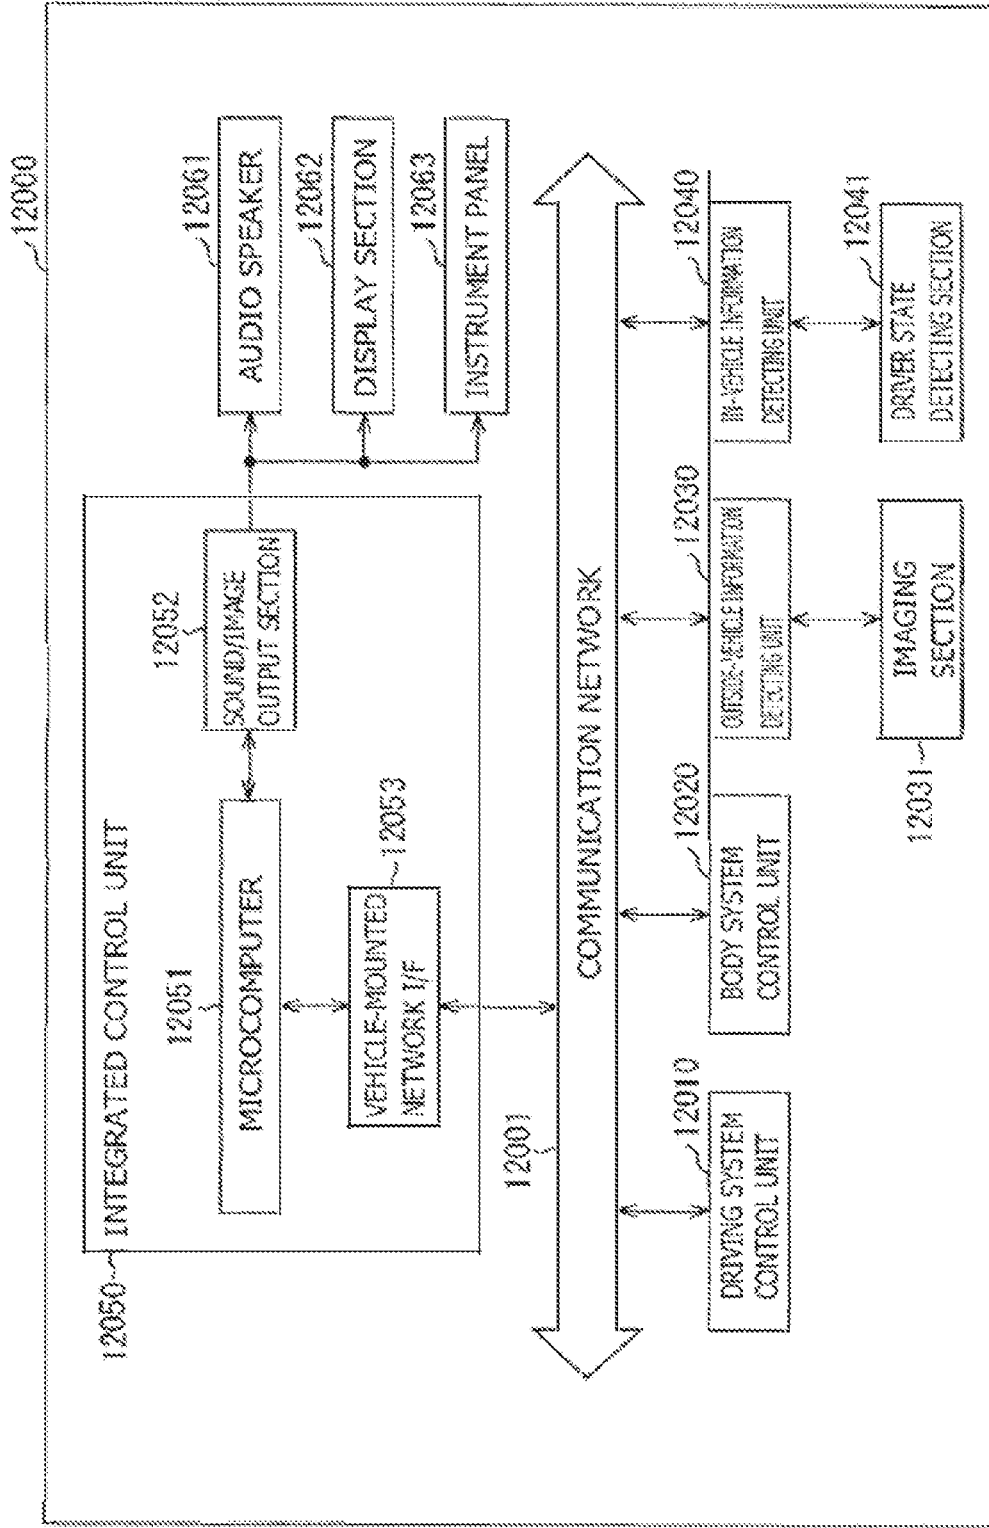 12000
12050
INTEGRATED CONTROL UNIT
12051
MICROCOMPUTER
12052
SOUND/IMAGE
OUTPUT SECTION
12053
VEHICLE-MOUNTED
NETWORK I/F
12061
AUDIO SPEAKER
12062
DISPLAY SECTION
12063
INSTRUMENT PANEL
12001
COMMUNICATION NETWORK
12010
DRIVING SYSTEM
CONTROL UNIT
12020
BODY SYSTEM
CONTROL UNIT
12030
OUTSIDE-VEHICLE INFORMATION
DETECTING UNIT
12040
IN-VEHICLE INFORMATION
DETECTING UNIT
12031
IMAGING
SECTION
12041
DRIVER STATE
DETECTING SECTION